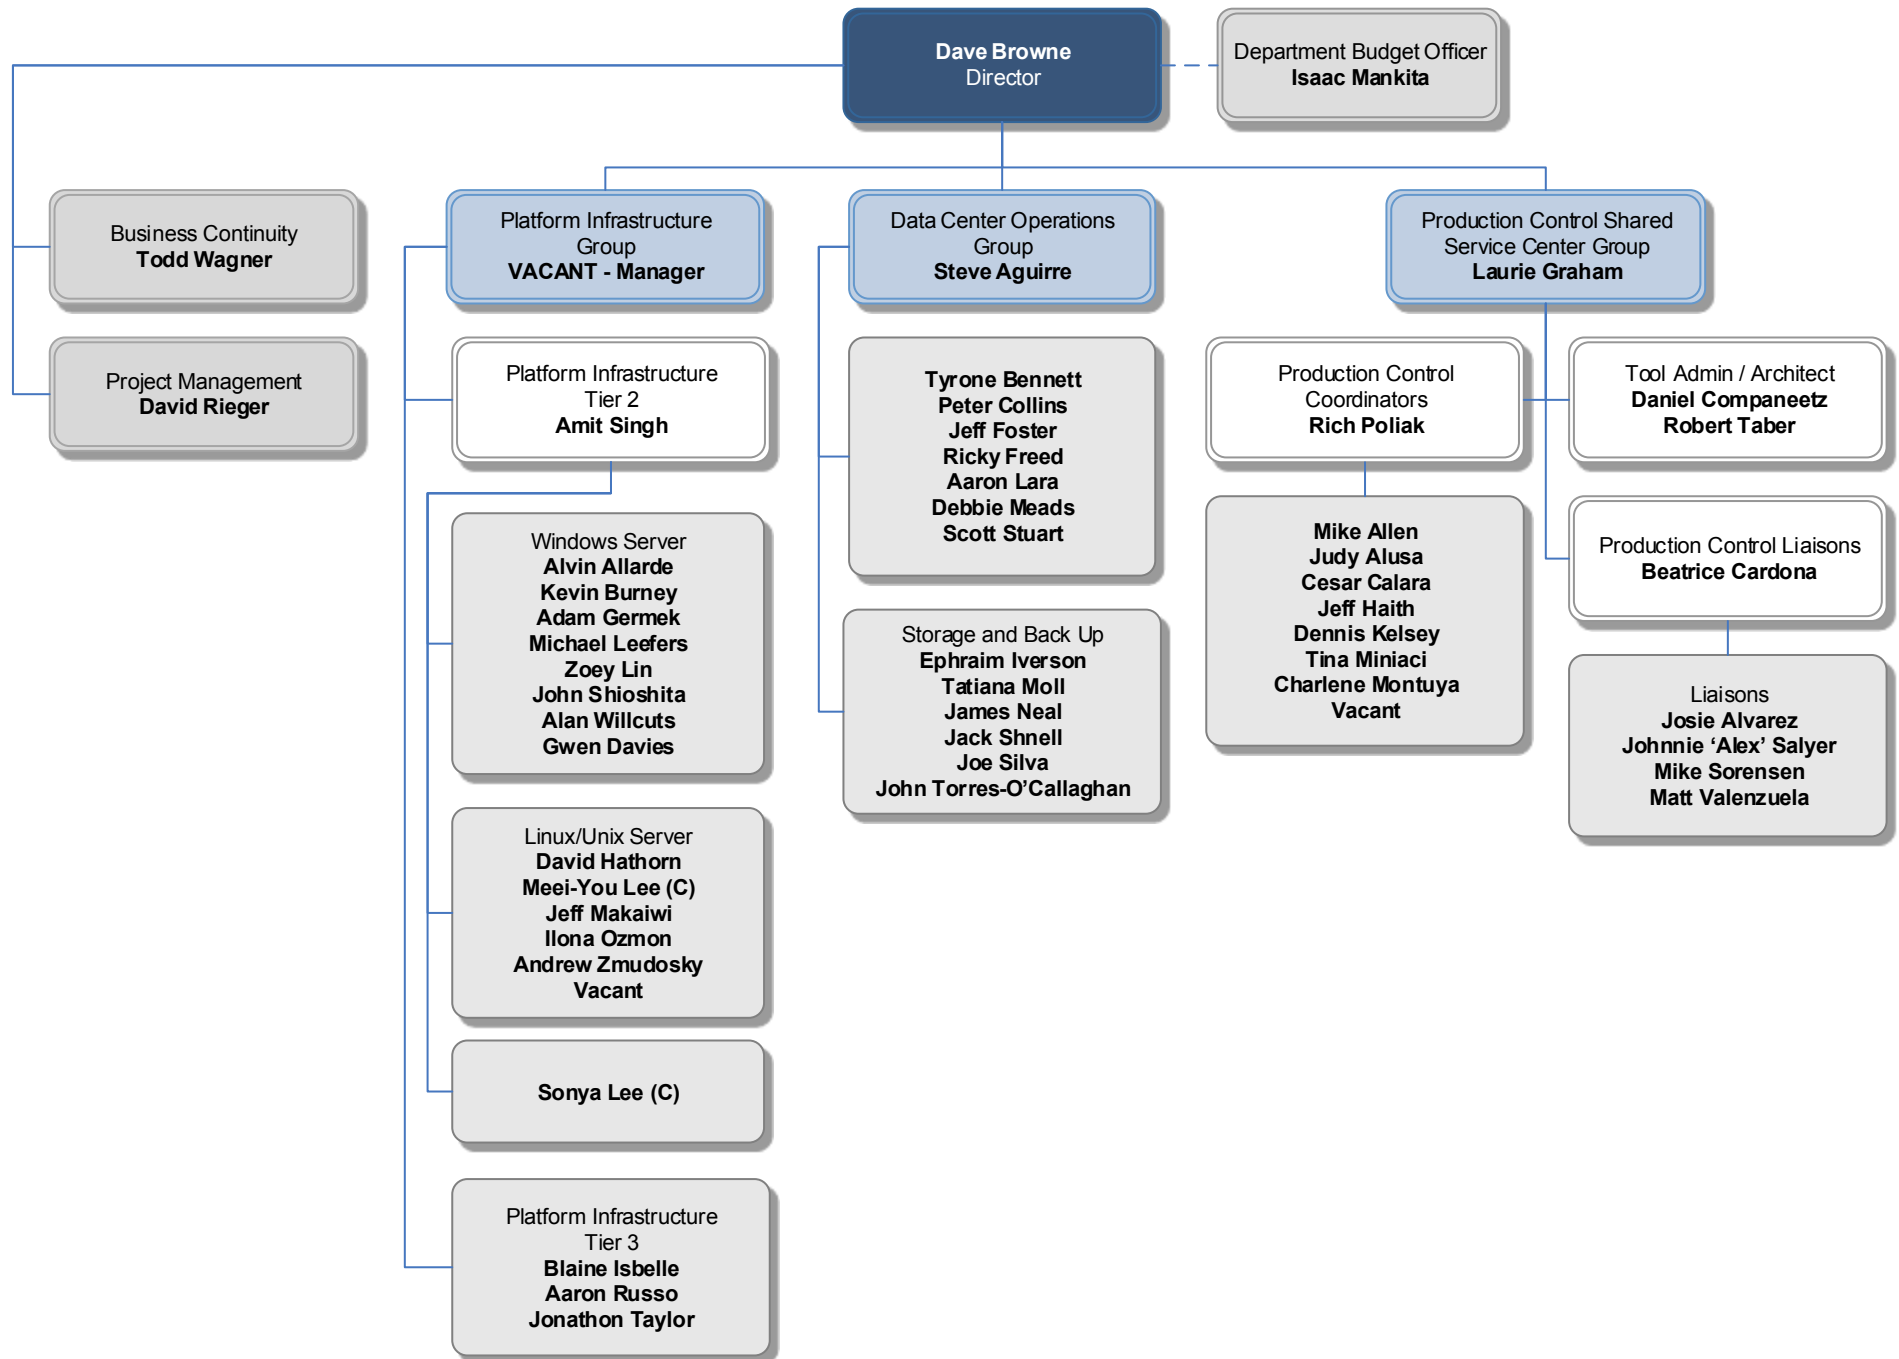 Dave Browne
Director
Department Budget Officer
Isaac Mankita
Business Continuity
Todd Wagner
Project Management
David Rieger
Platform Infrastructure
Group
VACANT - Manager
Platform Infrastructure
Tier 2
Amit Singh
Windows Server
Alvin Allarde
Kevin Burney
Adam Germek
Michael Leefers
Zoey Lin
John Shioshita
Alan Willcuts
Gwen Davies
Linux/Unix Server
David Hathorn
Meei-You Lee (C)
Jeff Makaiwi
Ilona Ozmon
Andrew Zmudosky
Vacant
Sonya Lee (C)
Platform Infrastructure
Tier 3
Blaine Isbelle
Aaron Russo
Jonathon Taylor
Data Center Operations
Group
Steve Aguirre
Tyrone Bennett
Peter Collins
Jeff Foster
Ricky Freed
Aaron Lara
Debbie Meads
Scott Stuart
Storage and Back Up
Ephraim Iverson
Tatiana Moll
James Neal
Jack Shnell
Joe Silva
John Torres-O’Callaghan
Production Control Shared
Service Center Group
Laurie Graham
Production Control
Coordinators
Rich Poliak
Mike Allen
Judy Alusa
Cesar Calara
Jeff Haith
Dennis Kelsey
Tina Miniaci
Charlene Montuya
Vacant
Tool Admin / Architect
Daniel Companeetz
Robert Taber
Production Control Liaisons
Beatrice Cardona
Liaisons
Josie Alvarez
Johnnie ‘Alex’ Salyer
Mike Sorensen
Matt Valenzuela